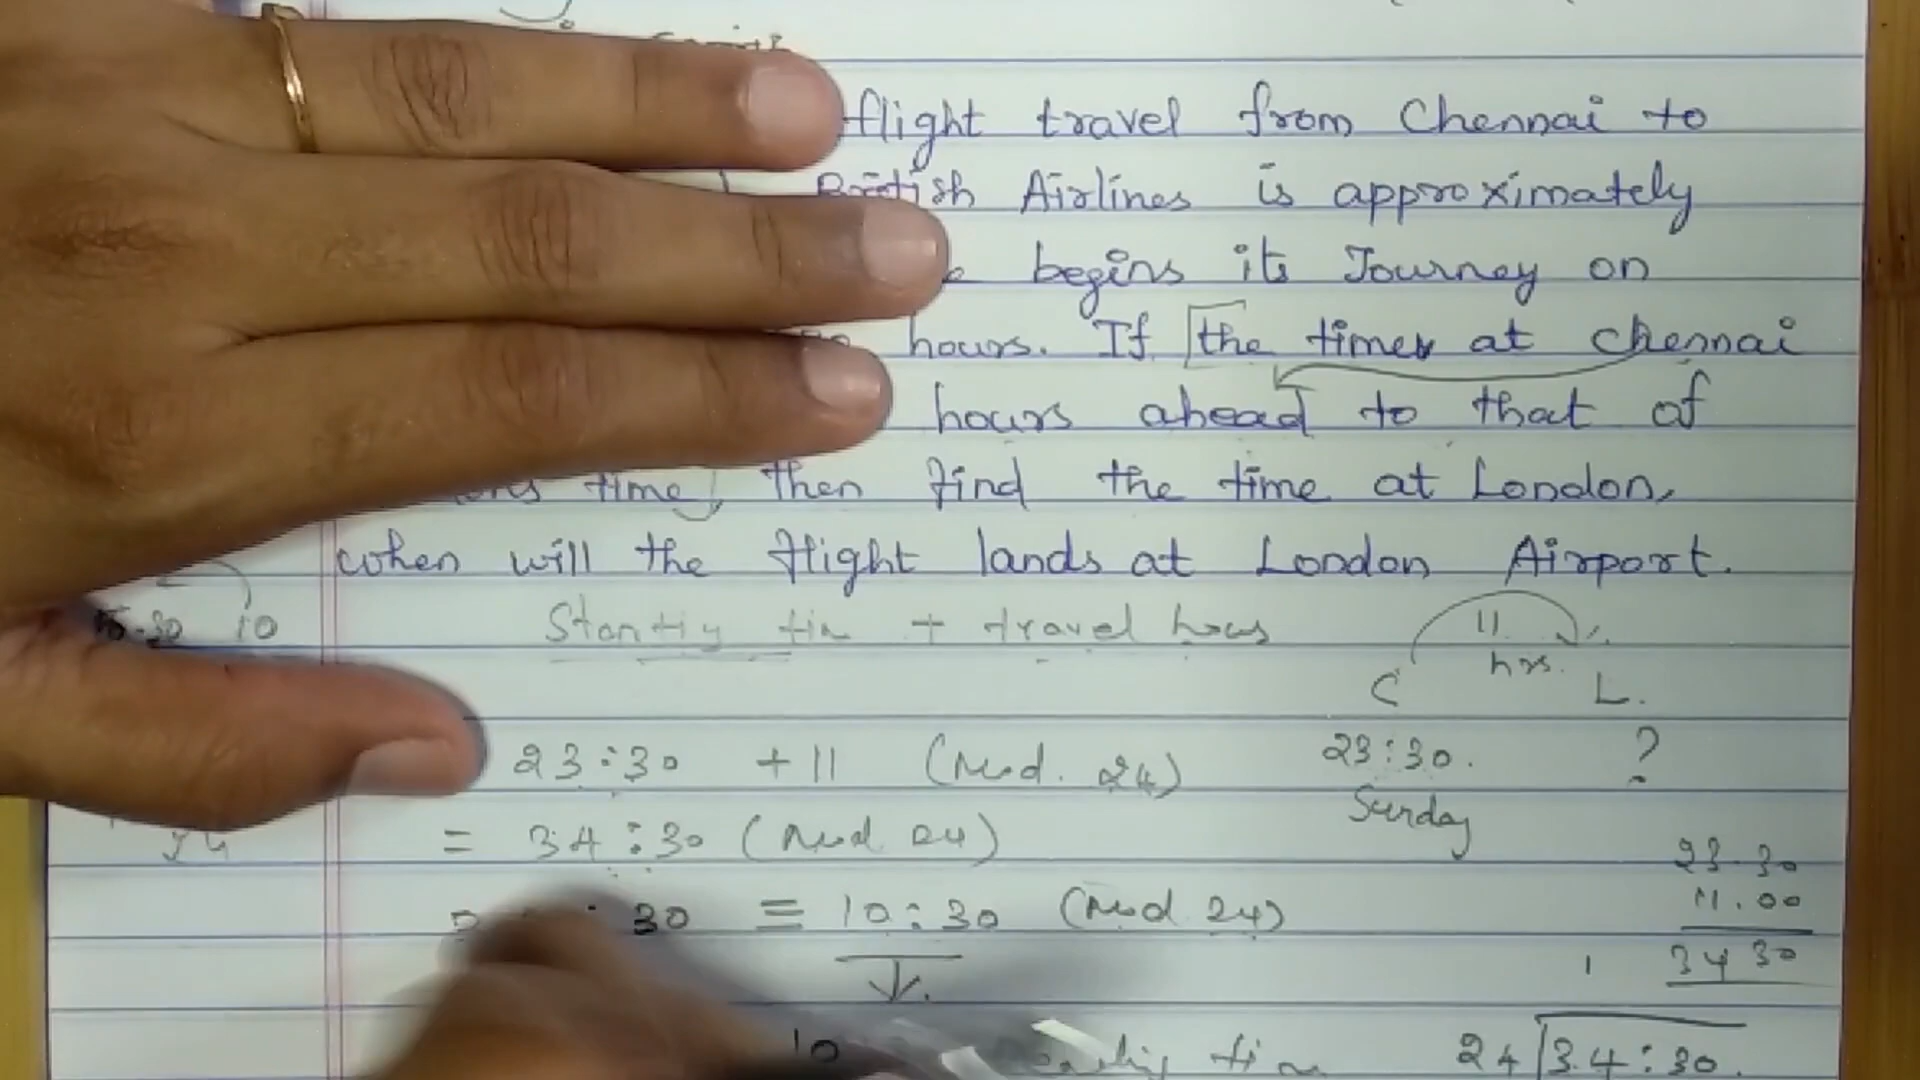 flight travel from Chennai to
British Airlines is approximately
begins its Journey on
hours. If the time at chennai
hours ahead to that of
time, then find the time at London,
when will the flight lands at London Airport.
10 + travel hours 11
hrs.
C L.
23:30 +11 (mod. 24) 23:30. ?
Sunday
= 34:30 (mod 24) 23.30
30 ≡ 10:30 (mod 24) 11.00
1 34 30
10 24 34:30.